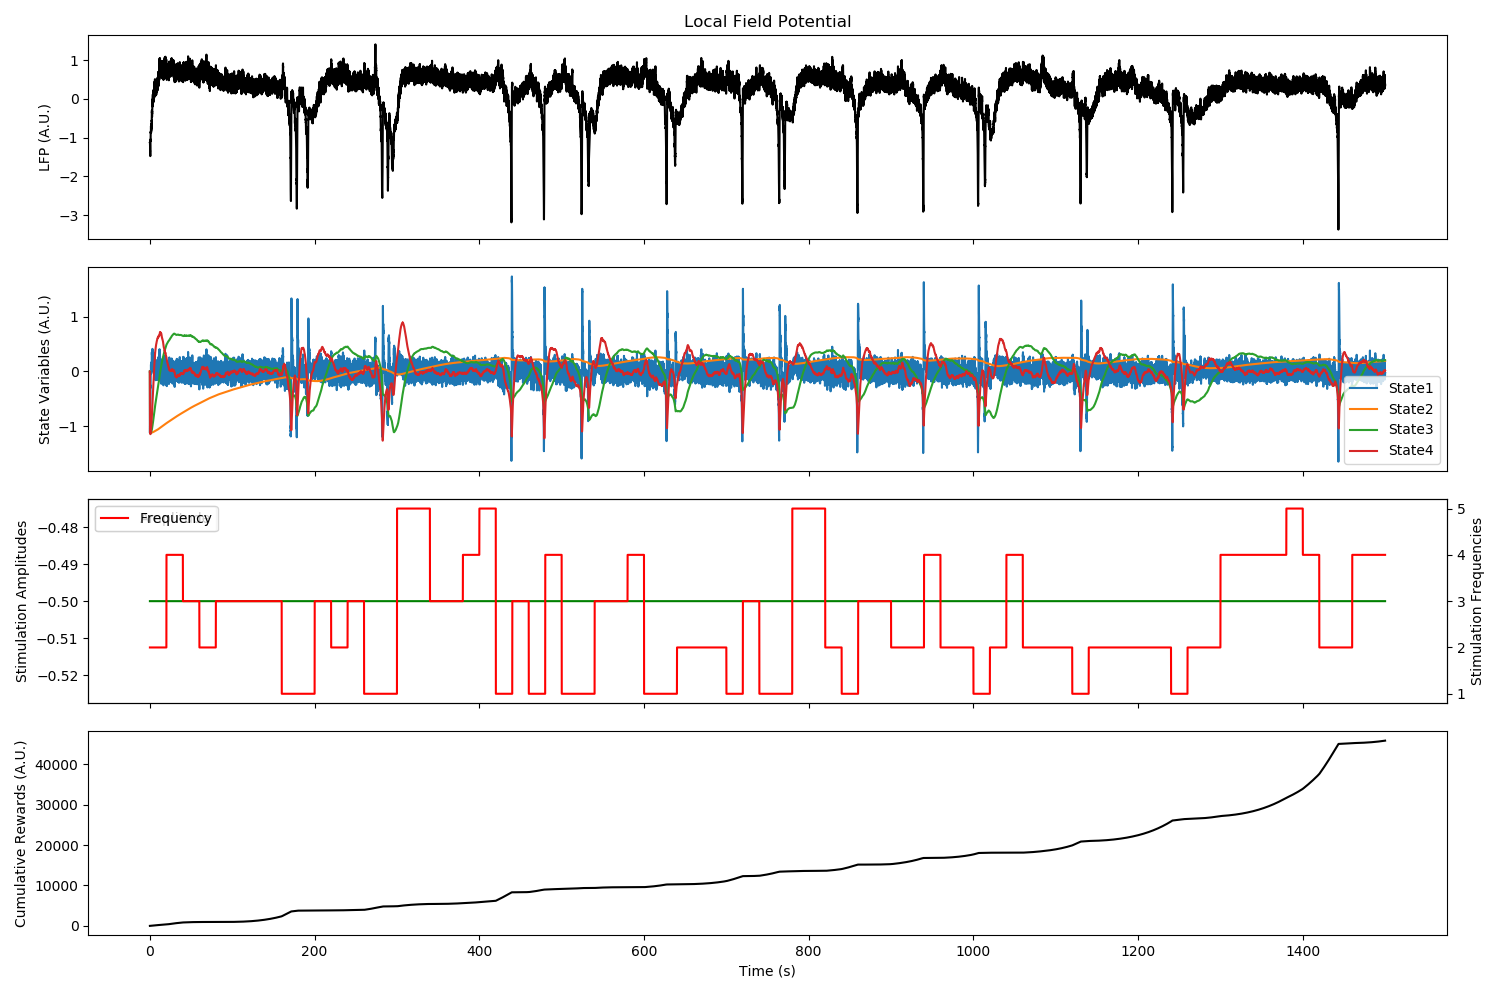 Local Field Potential
LFP (A.U.)
1
0
−1
−2
−3
State Variables (A.U.)
1
0
−1
State1
State2
State3
State4
Stimulation Amplitudes
−0.48
−0.49
−0.50
−0.51
−0.52
Frequency
5
4
3
2
1
Stimulation Frequencies
Cumulative Rewards (A.U.)
40000
30000
20000
10000
0
0 200 400 600 800 1000 1200 1400
Time (s)